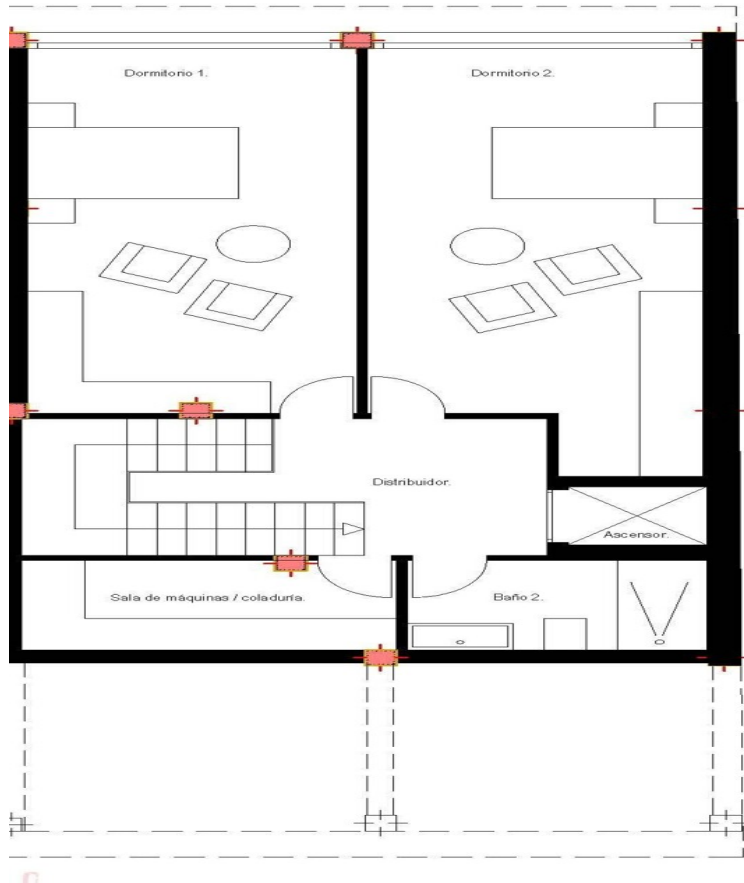 Dormitorio 1.
Dormitorio 2.
Distribuidor.
Ascensor.
Sala de máquinas / coladuría.
Baño 2.